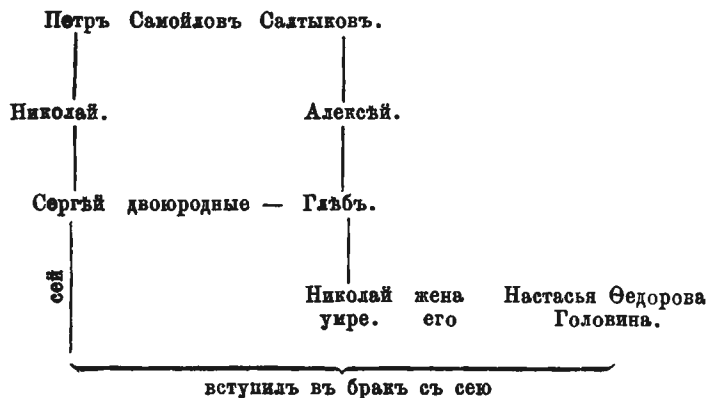 Петръ Самойловъ Салтыковъ.
Николай. Алексѣй.
Сергѣй двоюродные — Глѣбъ.
сей
Николай жена Настасья Ѳедорова
умре. его Головина.
вступилъ въ бракъ съ сею